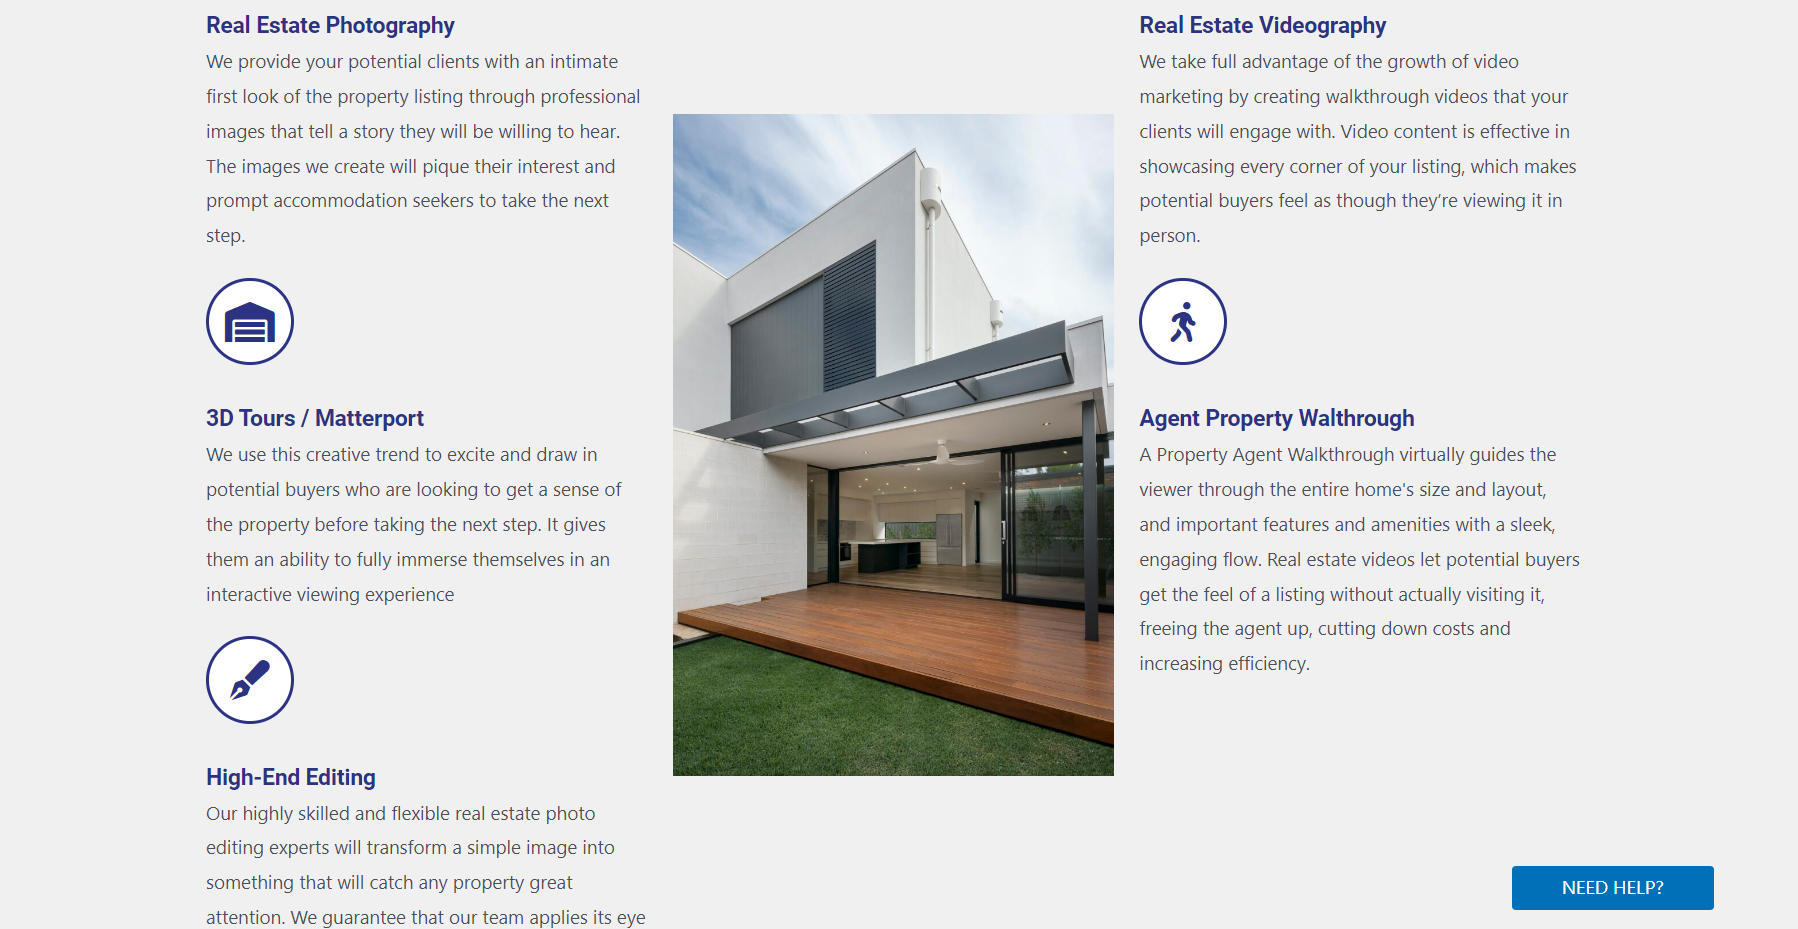 Real Estate Photography
We provide your potential clients with an intimate
first look of the property listing through professional
images that tell a story they will be willing to hear.
The images we create will pique their interest and
prompt accommodation seekers to take the next
step.
3D Tours / Matterport
We use this creative trend to excite and draw in
potential buyers who are looking to get a sense of
the property before taking the next step. It gives
them an ability to fully immerse themselves in an
interactive viewing experience
High-End Editing
Our highly skilled and flexible real estate photo
editing experts will transform a simple image into
something that will catch any property great
attention. We guarantee that our team applies its eye
Real Estate Videography
We take full advantage of the growth of video
marketing by creating walkthrough videos that your
clients will engage with. Video content is effective in
showcasing every corner of your listing, which makes
potential buyers feel as though they’re viewing it in
person.
Agent Property Walthrough
A Property Agent Walkthrough virtually guides the
viewer through the entire home's size and layout,
and important features and amenities with a sleek,
engaging flow. Real estate videos let potential buyers
get the feel of a listing without actually visiting it,
freeing the agent up, cutting down costs and
increasing efficiency.
NEED HELP?